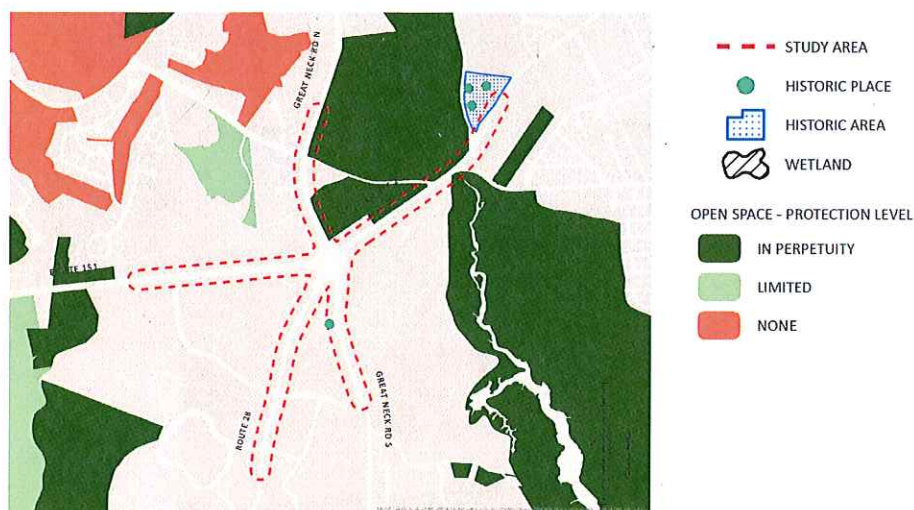 GREAT NECK RD N
ROUTE 151
ROUTE 28
GREAT NECK RD S
STUDY AREA
HISTORIC PLACE
HISTORIC AREA
WETLAND
OPEN SPACE - PROTECTION LEVEL
IN PERPETUITY
LIMITED
NONE